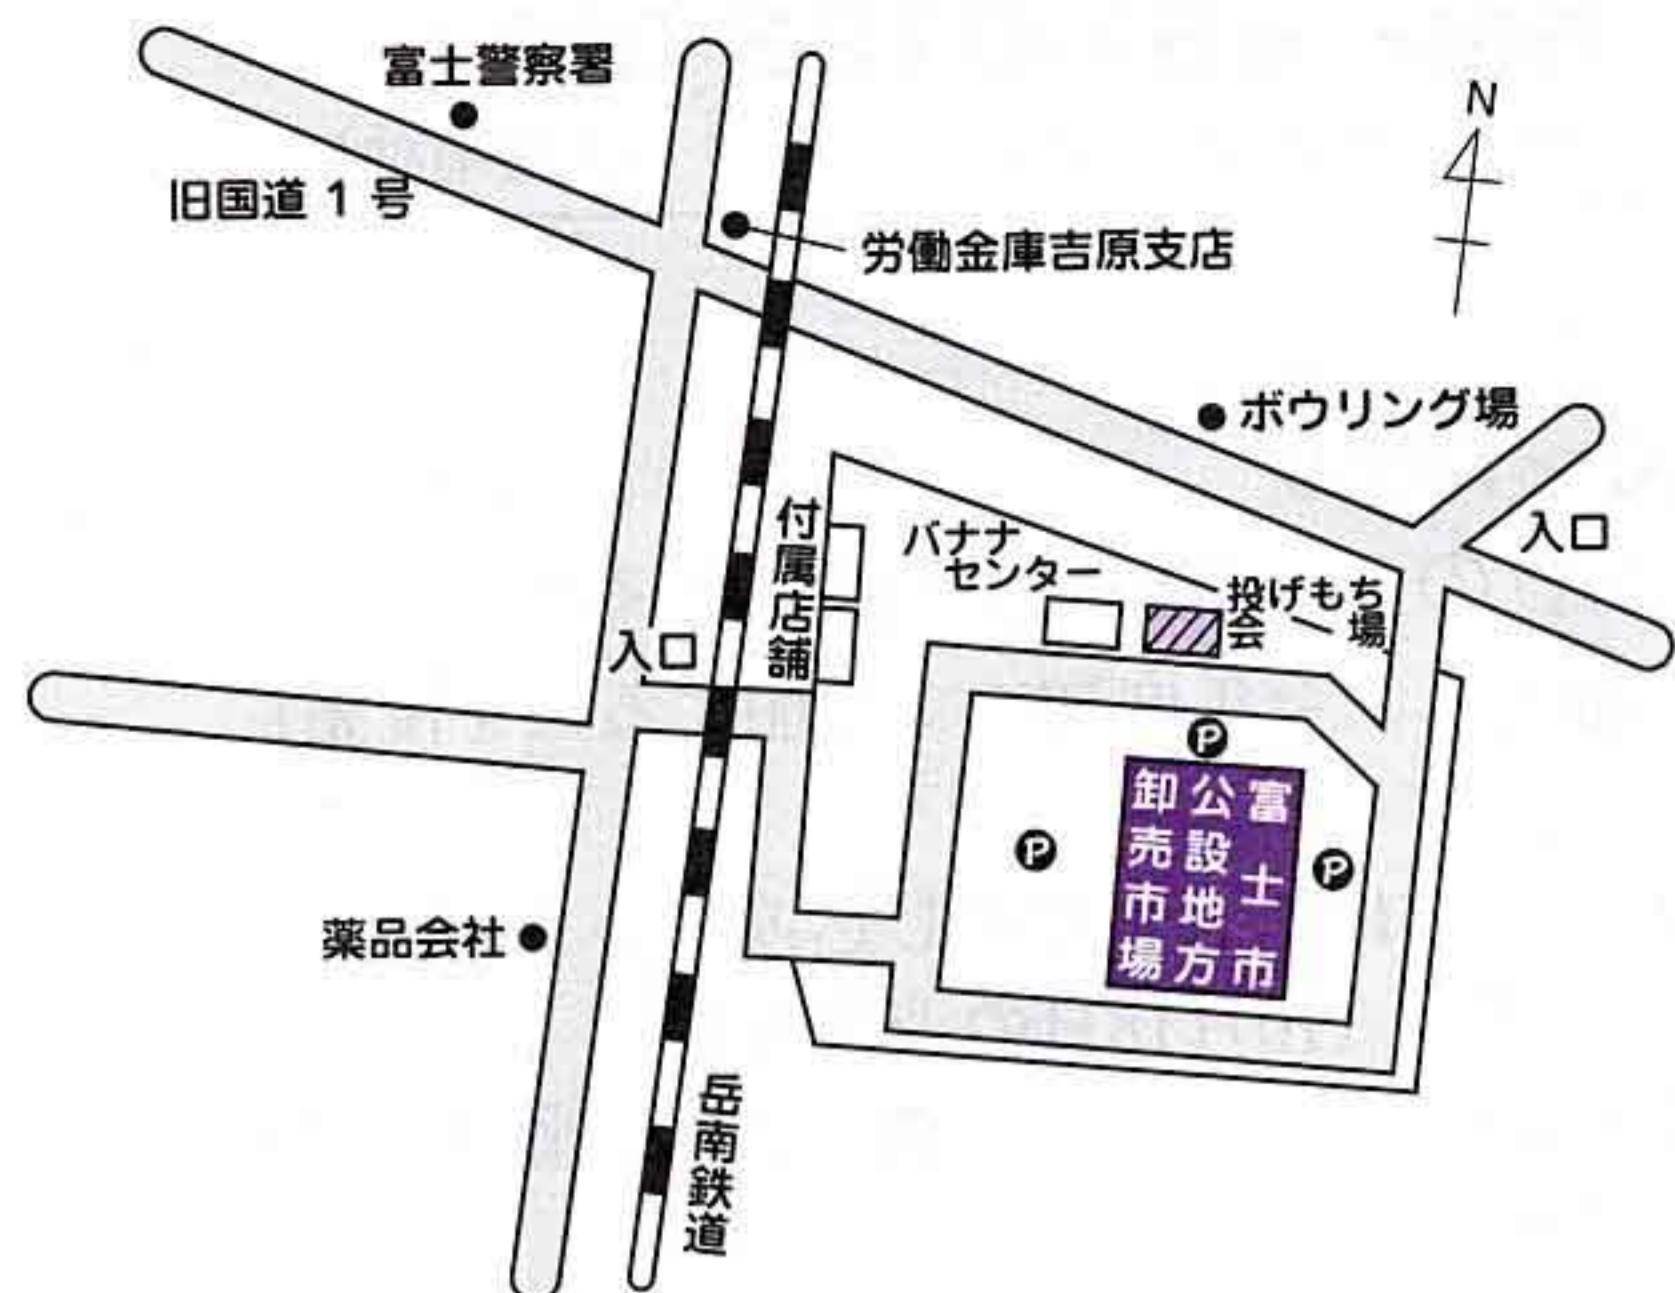 富士警察署
N
旧国道1号
労働金庫吉原支店
ボウリング場
入口
付属店舗
バナナ
センター
投げもち
会 場
入口
P
P
P
富士市
公設地方
卸売市場
薬品会社
岳南鉄道